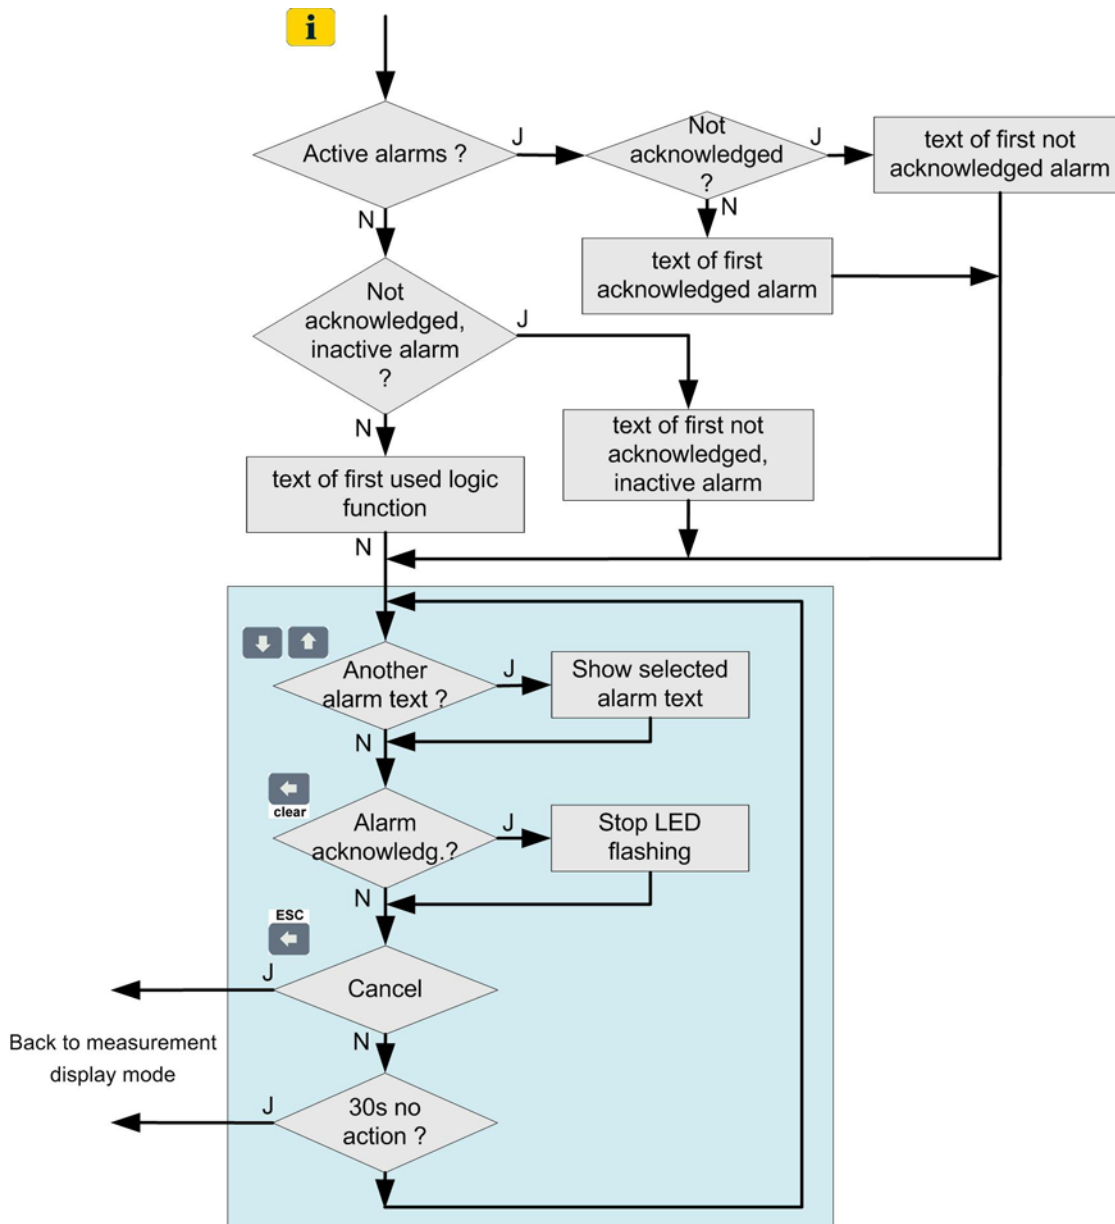 i
Active alarms ?
J
Not
acknowledged
?
J
text of first not
acknowledged alarm
N
N
text of first
acknowledged alarm
Not
acknowledged,
inactive alarm
?
J
N
text of first not
acknowledged,
inactive alarm
text of first used logic
function
N
Another
alarm text ?
J
Show selected
alarm text
N
clear
Alarm
acknowledg.?
J
Stop LED
flashing
N
ESC
J
Cancel
Back to measurement
display mode
N
J
30s no
action ?